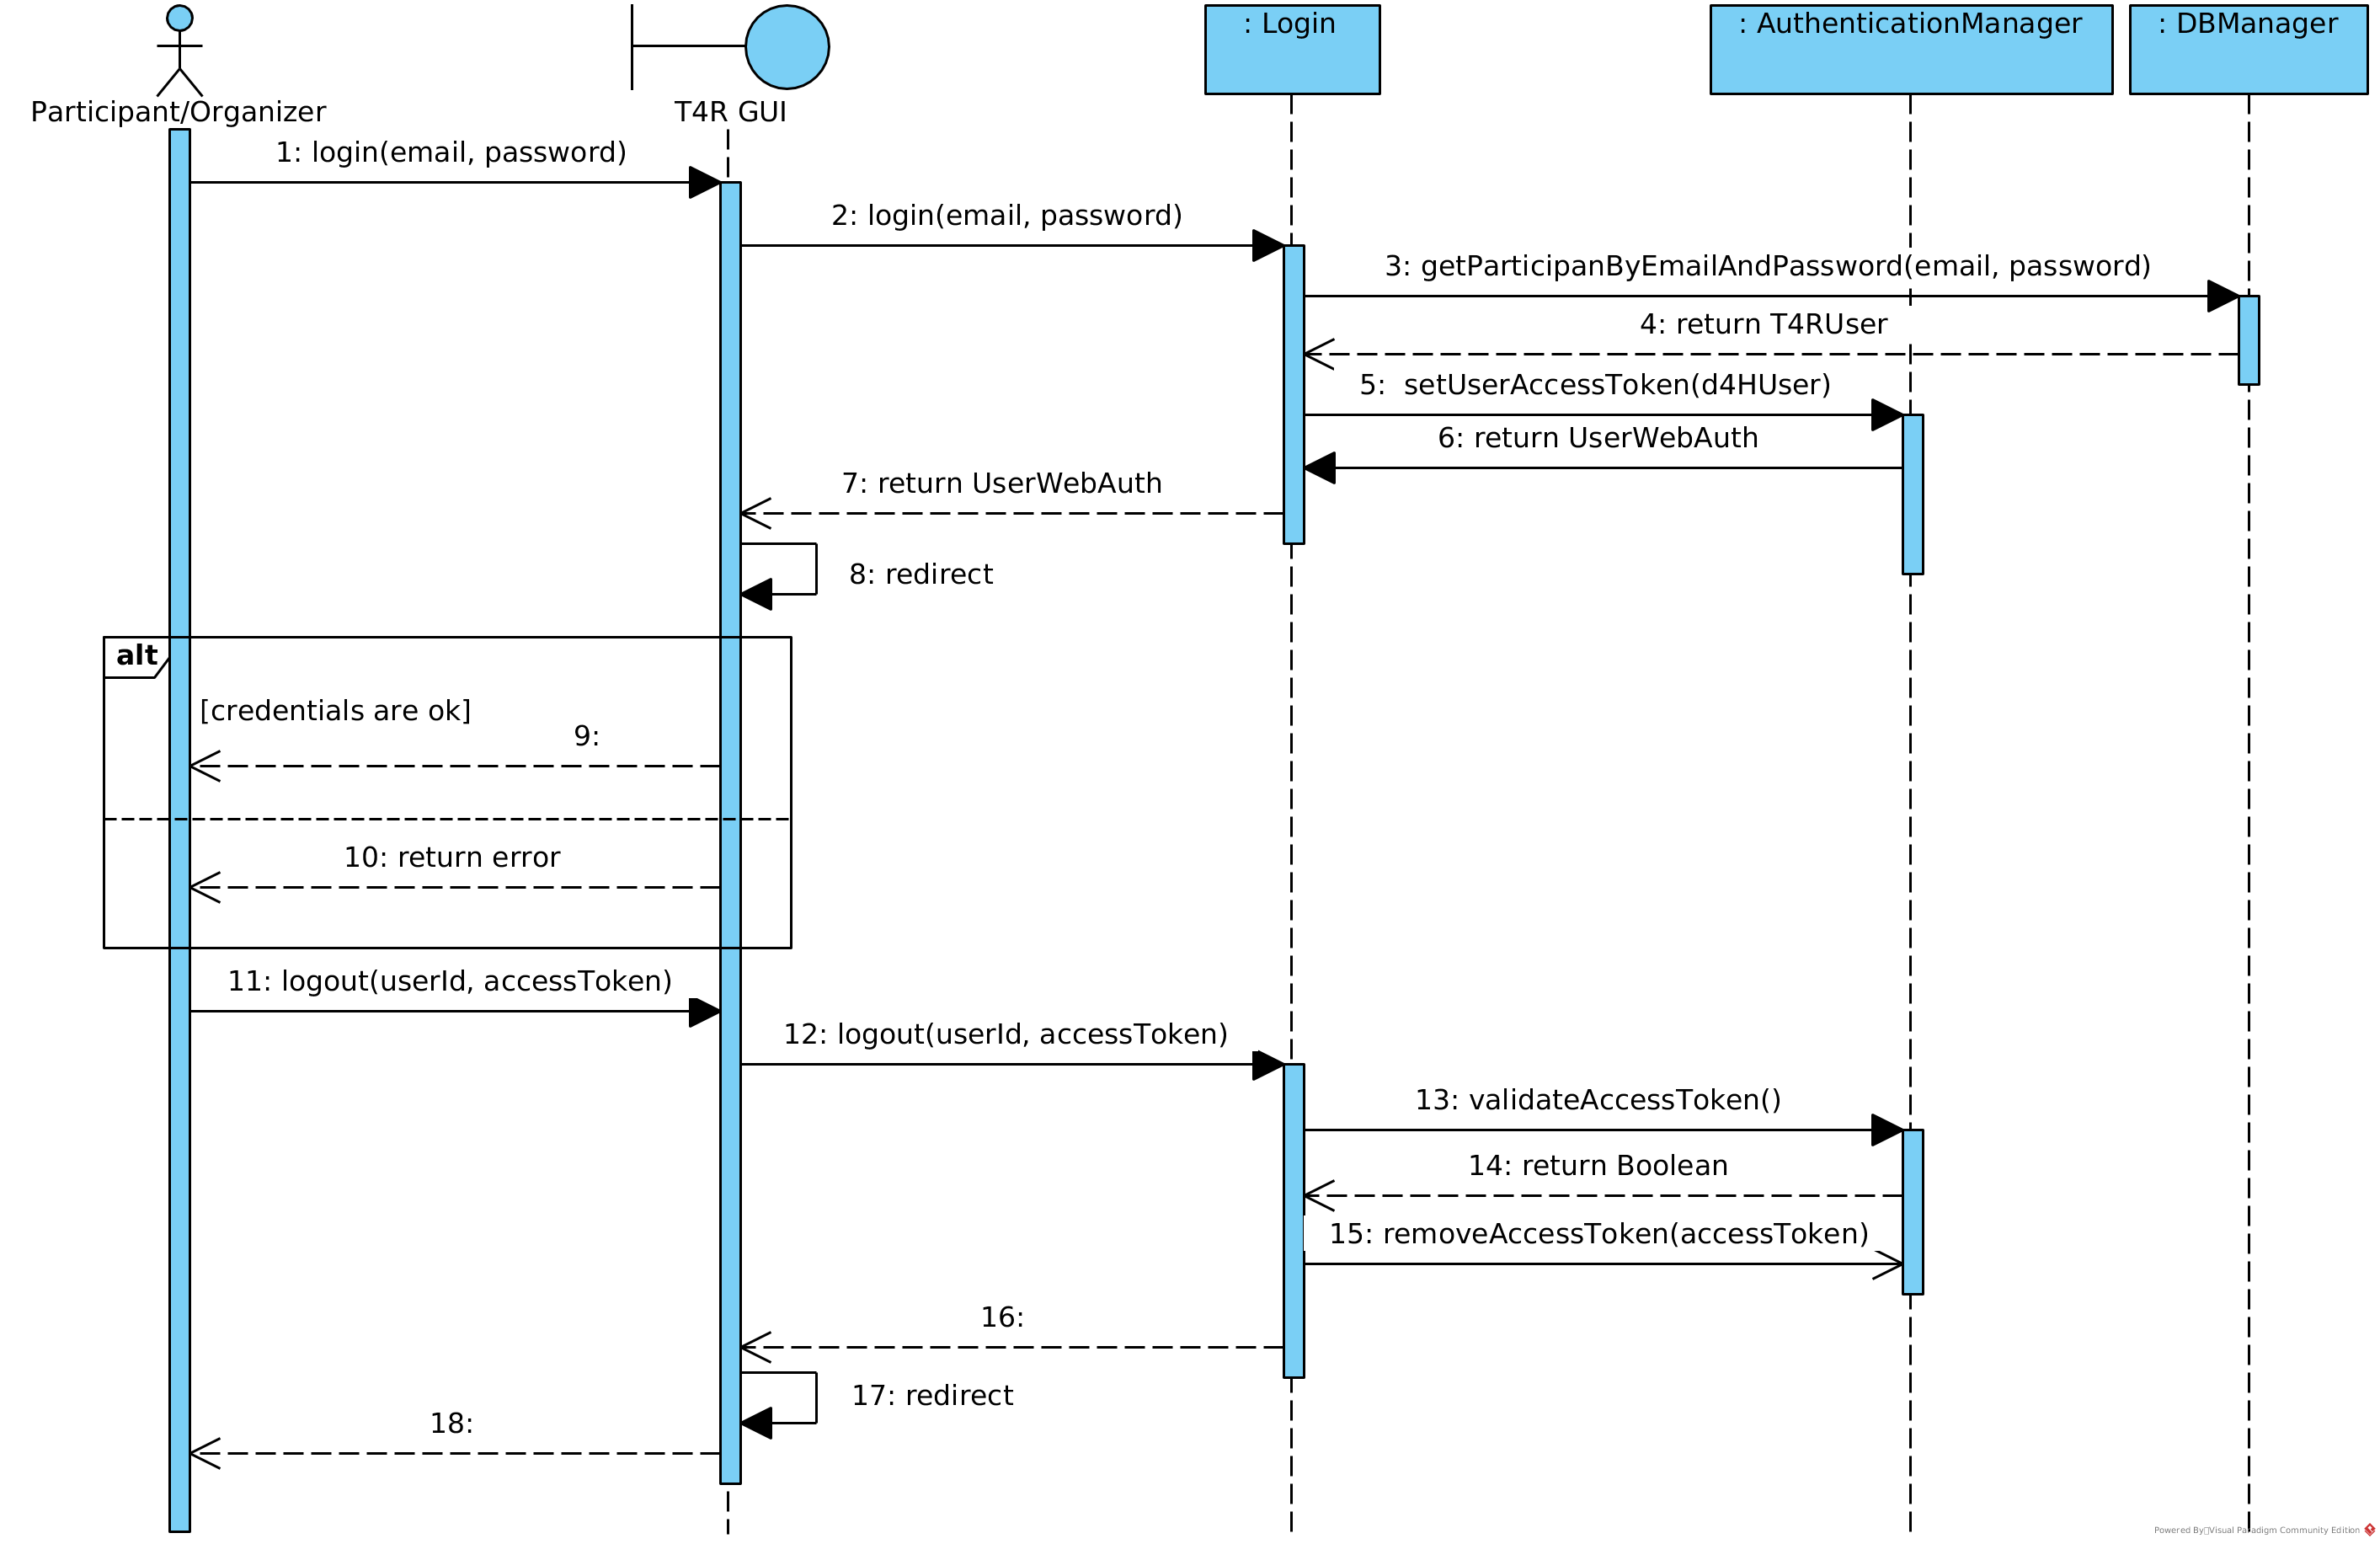 Participant/Organizer
T4R GUI
: Login
: AuthenticationManager
: DBManager
1: login(email, password)
2: login(email, password)
3: getParticipanByEmailAndPassword(email, password)
4: return T4RUser
5:  setUserAccessToken(d4HUser)
6: return UserWebAuth
7: return UserWebAuth
8: redirect
alt
[credentials are ok]
9:
10: return error
11: logout(userId, accessToken)
12: logout(userId, accessToken)
13: validateAccessToken()
14: return Boolean
15: removeAccessToken(accessToken)
16:
17: redirect
18:
Powered By Visual Paradigm Community Edition